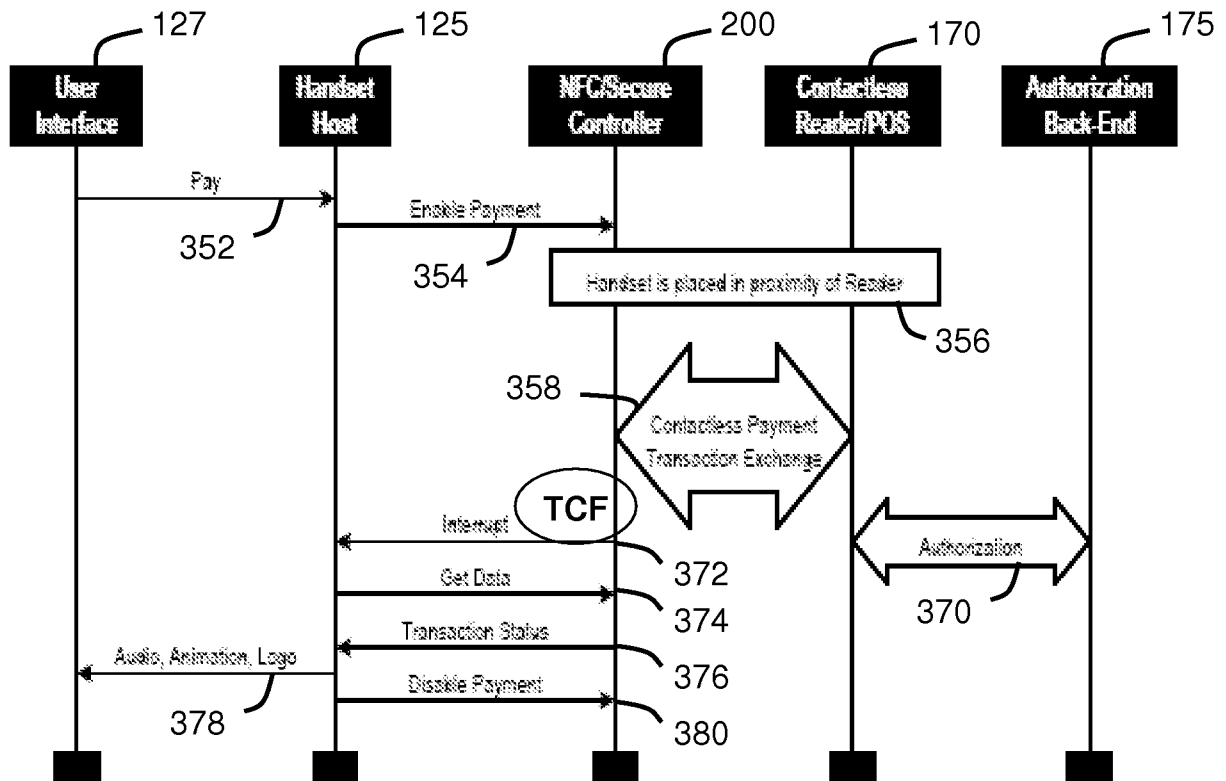 127
125
200
170
175
User
Interface
Handset
Host
NFC/Secure
Controller
Contactless
Reader/POS
Authorization
Back-End
Pay
352
Enable Payment
354
Handset is placed in proximity of Reader
356
358
Contactless Payment
Transaction Exchange
TCF
Interrupt
372
Authorization
370
Get Data
374
Transaction Status
376
Audio, Animation, Logo
378
Disable Payment
380